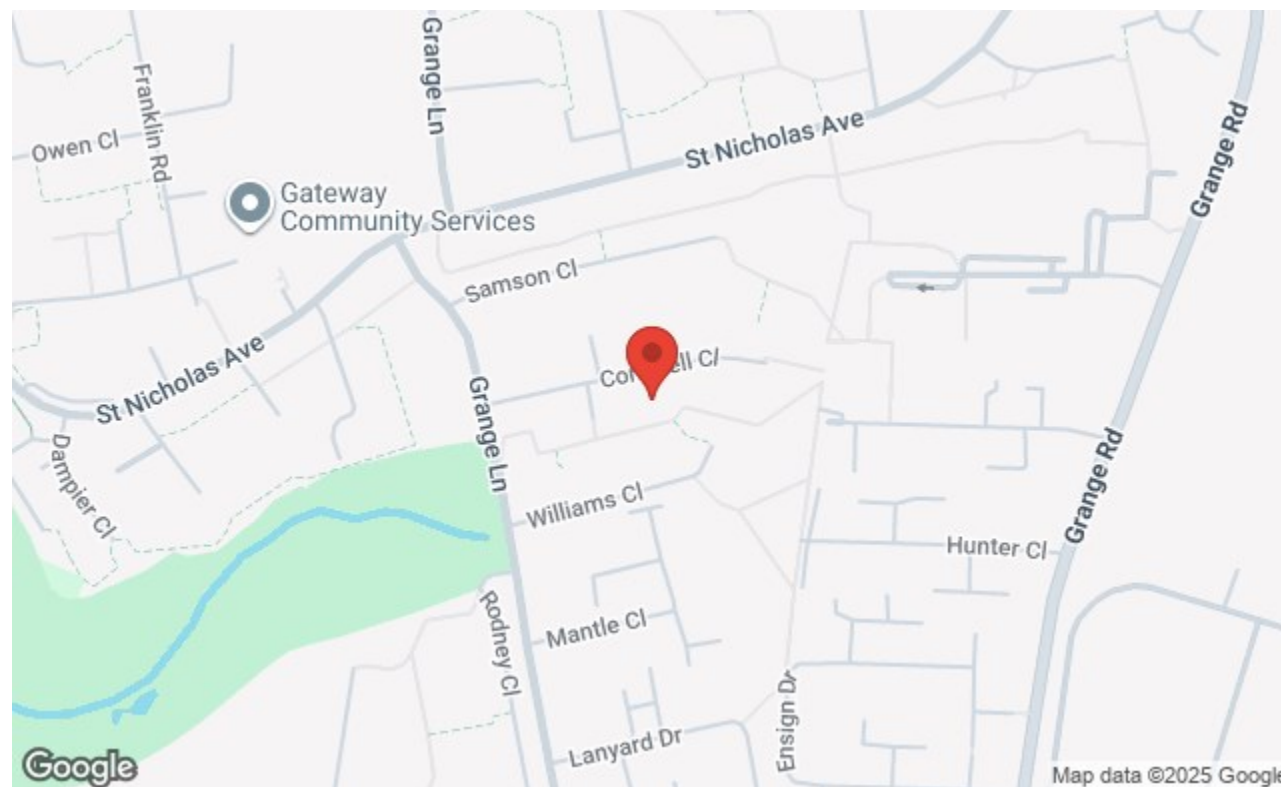 Grange Ln
Franklin Rd
Owen Cl
St Nicholas Ave
Grange Rd
Gateway
Community Services
Samson Cl
St Nicholas Ave
Cl
Grange Ln
Dampier Cl
Williams Cl
Grange Rd
Hunter Cl
Rodney Cl
Mantle Cl
Ensign Dr
Lanyard Dr
Google
Map data ©2025 Google